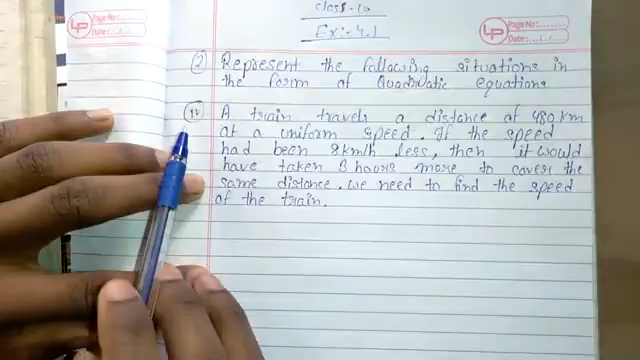 Class-10
Ex:- 4.1
LP Page No:
Date:
LP Page No:
Date:
② Represent the following situations in
the form of Quadratic equations
(iv) A train travels a distance of 480 km
at a uniform speed. If the speed
had been 8km/h less, then it would
have taken 3 hours more to cover the
same distance. we need to find the speed
of the train.